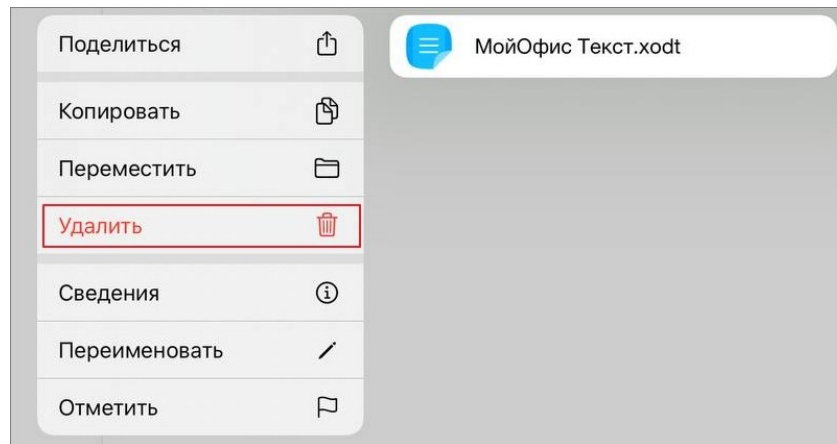 Поделиться
МойОфис Текст.xodt
Копировать
Переместить
Удалить
Сведения
Переименовать
Отметить